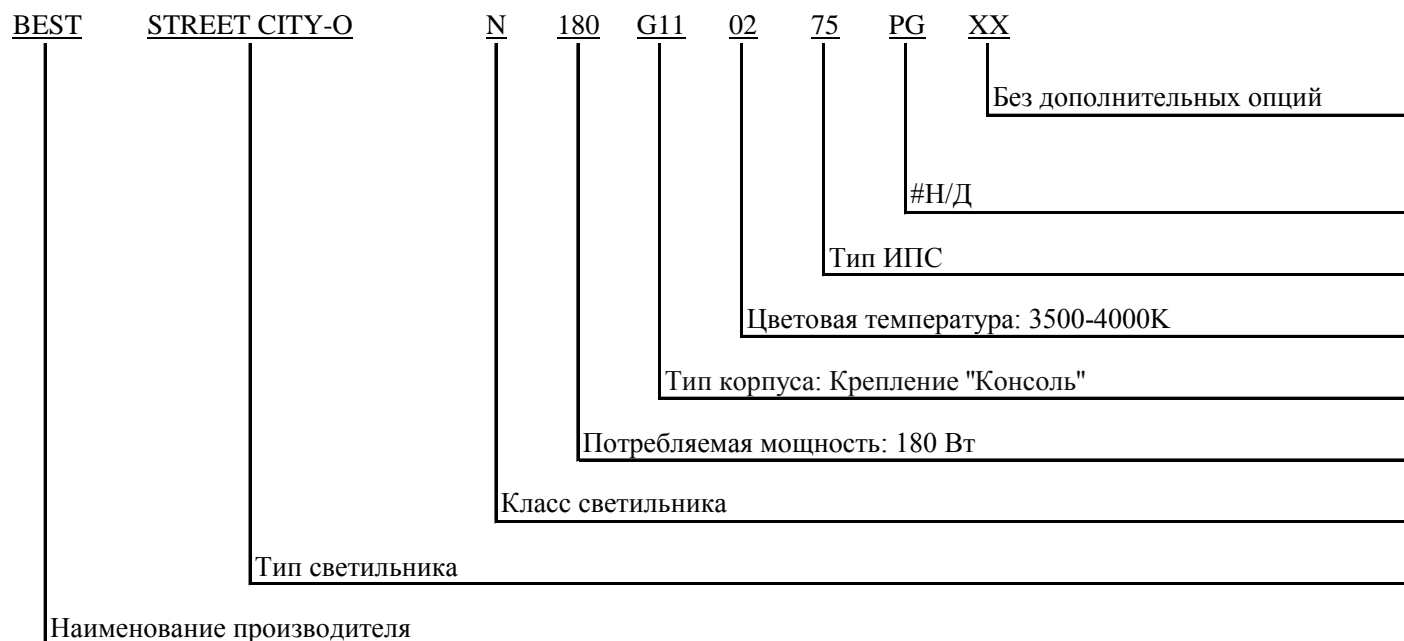 BEST STREET CITY-O N 180 G11 02 75 PG XX
Без дополнительных опций
#Н/Д
Тип ИПС
Цветовая температура: 3500-4000К
Тип корпуса: Крепление "Консоль"
Потребляемая мощность: 180 Вт
Класс светильника
Тип светильника
Наименование производителя